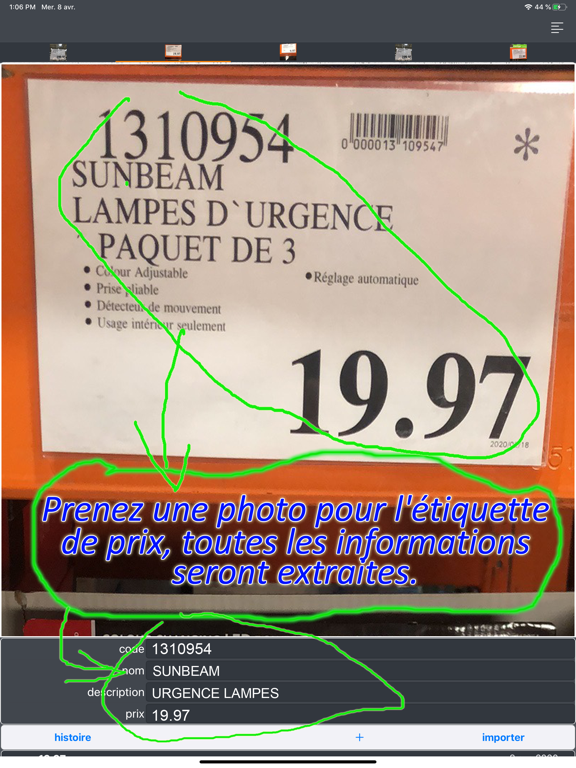 1:06 PM Mer. 8 avr.
44 %
1310954
0 000013 109547
*
SUNBEAM
LAMPES D`URGENCE
PAQUET DE 3
• Colour Adjustable
• Réglage automatique
• Prise pliable
• Détecteur de mouvement
• Usage intérieur seulement
19.97
Prenez une photo pour l'étiquette
de prix, toutes les informations
seront extraites.
code 1310954
nom SUNBEAM
description URGENCE LAMPES
prix 19.97
histoire + importer